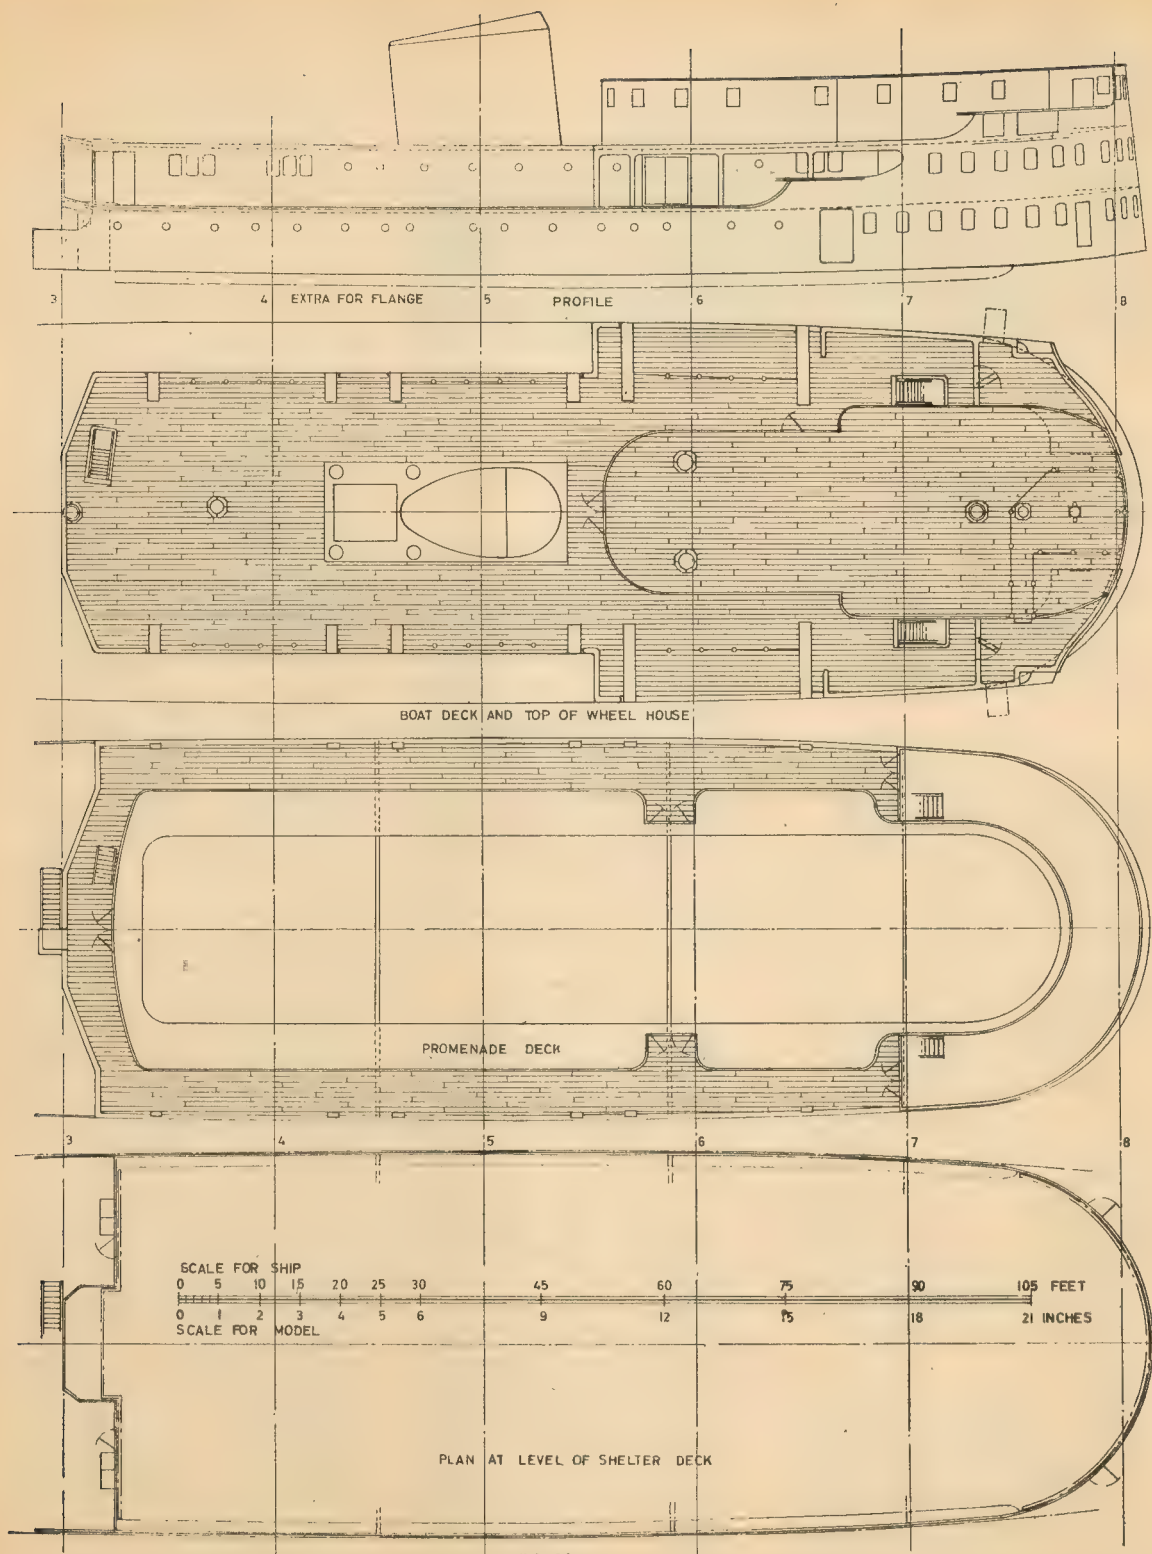 3 4 EXTRA FOR FLANGE 5 PROFILE 6 7 8
BOAT DECK AND TOP OF WHEEL HOUSE
PROMENADE DECK
3 4 5 6 7 8
SCALE FOR SHIP
0 5 10 15 20 25 30 45 60 75 90 105 FEET
0 1 2 3 4 5 6 9 12 15 18 21 INCHES
SCALE FOR MODEL
PLAN AT LEVEL OF SHELTER DECK